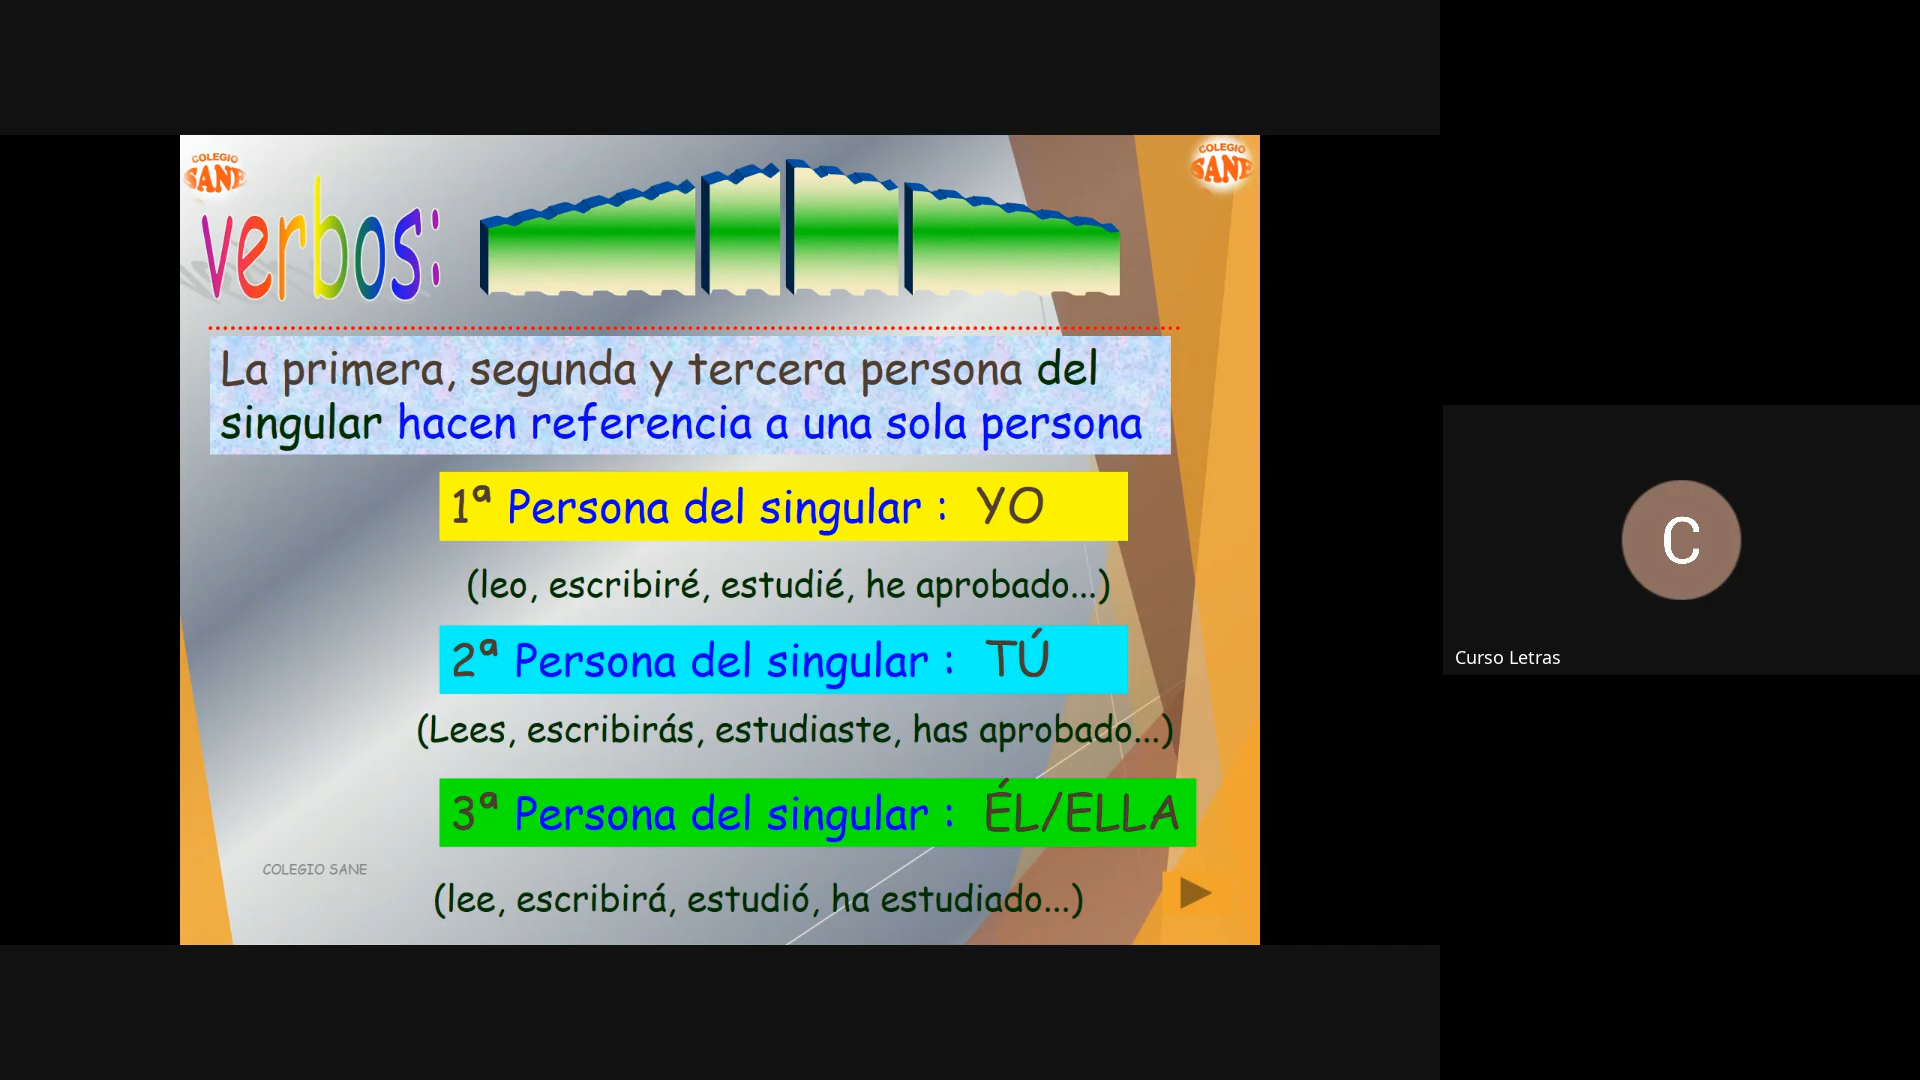 COLEGIO
SANE
COLEGIO
SANE
verbos:
La primera, segunda y tercera persona del
singular hacen referencia a una sola persona
1ª Persona del singular : YO
(leo, escribiré, estudié, he aprobado...)
2ª Persona del singular : TÚ
(Lees, escribirás, estudiaste, has aprobado...)
3ª Persona del singular : ÉL/ELLA
COLEGIO SANE
(lee, escribirá, estudió, ha estudiado...)
C
Curso Letras